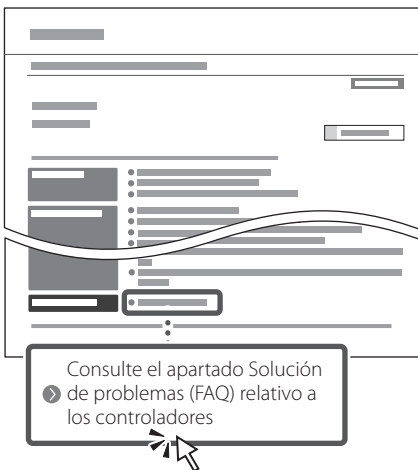 Consulte el apartado Solución
de problemas (FAQ) relativo a
los controladores